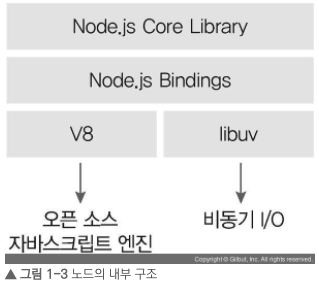 Node.js Core Library
Node.js Bindings
V8
libuv
오픈 소스
자바스크립트 엔진
비동기 I/O
Copyright © Gilbut, Inc. All rights reserved.
▲ 그림 1-3 노드의 내부 구조